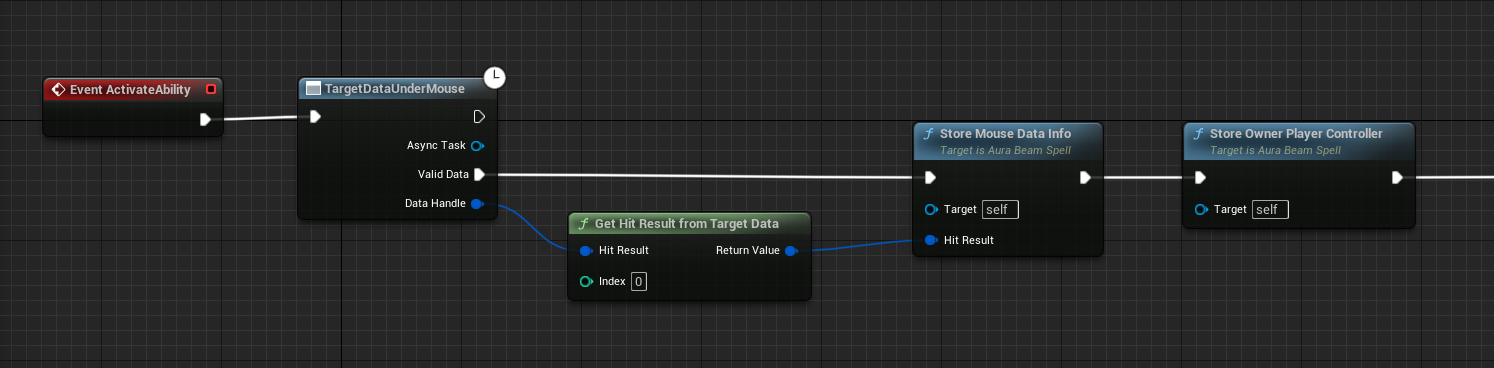 Event ActivateAbility
TargetDataUnderMouse
Async Task
Valid Data
Data Handle
Get Hit Result from Target Data
Hit Result
Return Value
Index 0
Store Mouse Data Info
Target is Aura Beam Spell
Target self
Hit Result
Store Owner Player Controller
Target is Aura Beam Spell
Target self